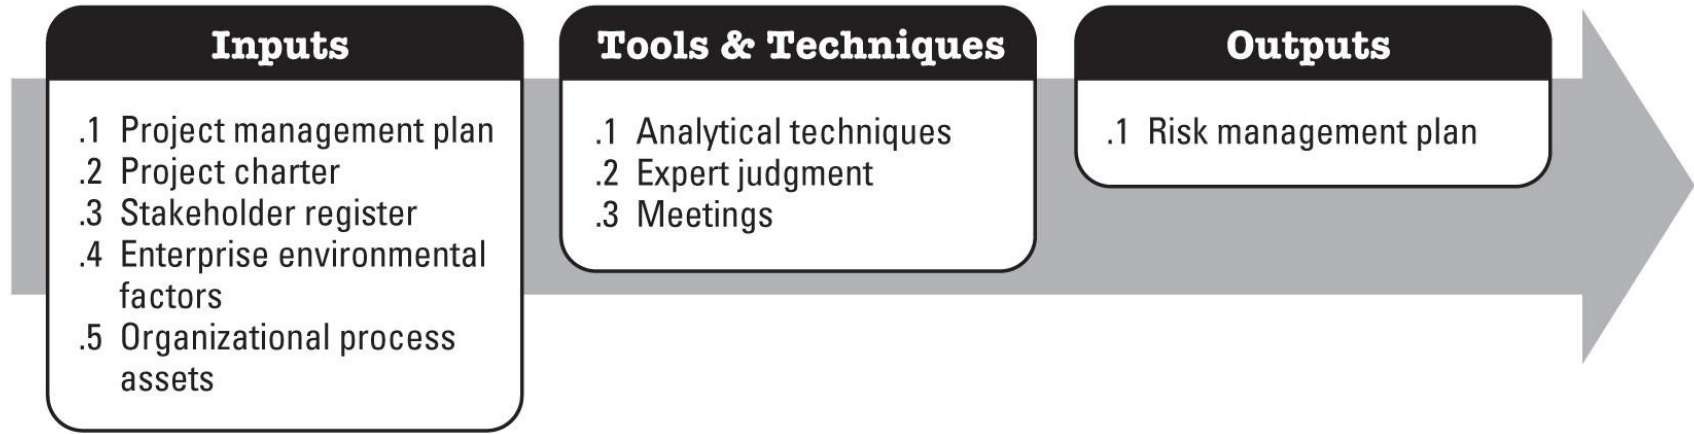 Inputs
.1 Project management plan
.2 Project charter
.3 Stakeholder register
.4 Enterprise environmental
factors
.5 Organizational process
assets
Tools & Techniques
.1 Analytical techniques
.2 Expert judgment
.3 Meetings
Outputs
.1 Risk management plan